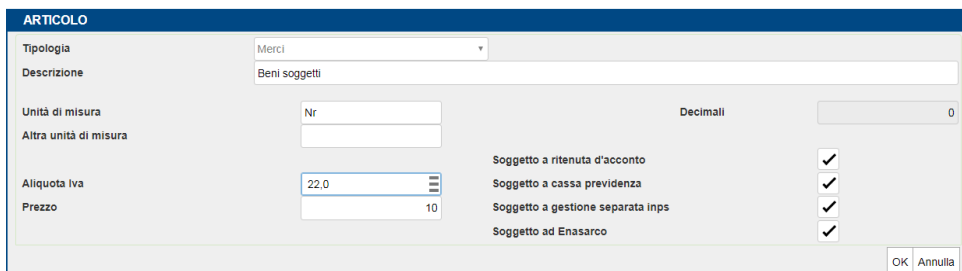 ARTICOLO
Tipologia Merci
Descrizione Beni soggetti
Unità di misura Nr Decimali 0
Altra unità di misura
Soggetto a ritenuta d'acconto
Aliquota Iva 22,0 Soggetto a cassa previdenza
Prezzo 10 Soggetto a gestione separata inps
Soggetto ad Enasarco
OK Annulla